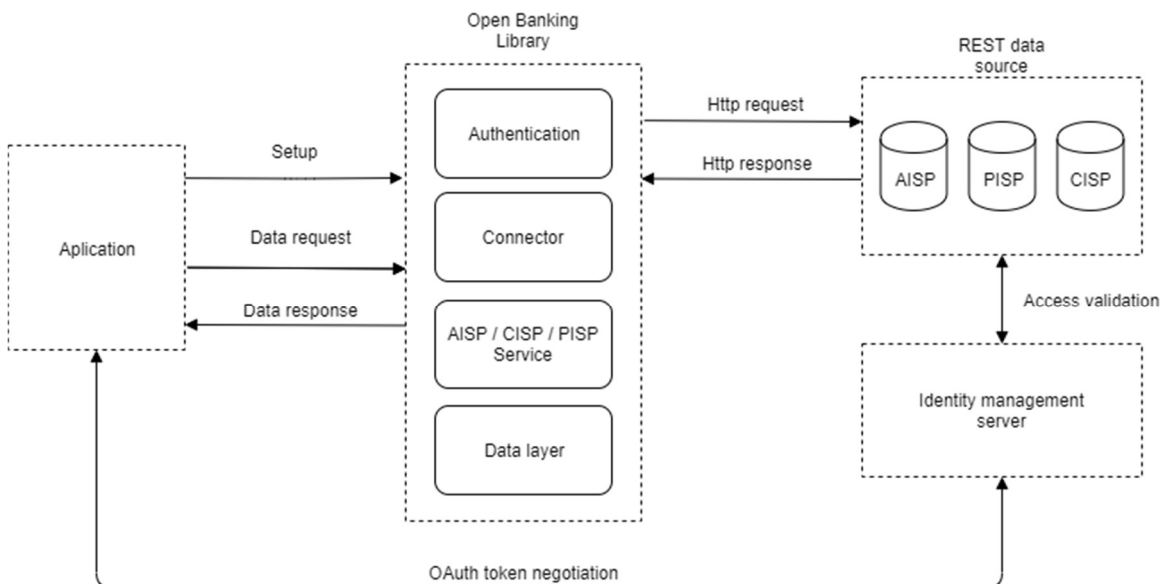 Open Banking
Library
REST data
source
Authentication
Http request
Setup
Http response
AISP
PISP
CISP
Aplication
Data request
Connector
Data response
AISP / CISP / PISP
Service
Access validation
Identity management
server
Data layer
OAuth token negotiation